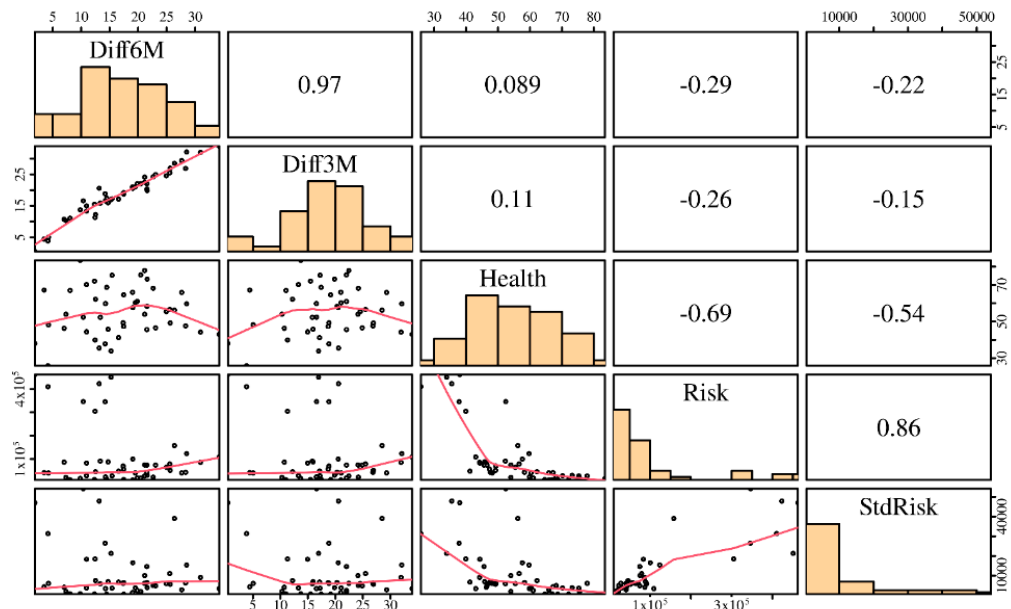 5 10 15 20 25 30
30 40 50 60 70 80
10000 30000 50000
Diff6M
0.97
0.089
-0.29
-0.22
5 15 25
5 15 25
Diff3M
0.11
-0.26
-0.15
Health
-0.69
-0.54
30 50 70
1x10⁵ 4x10⁵
Risk
0.86
StdRisk
10000 40000
5 10 15 20 25 30
1x10⁵ 3x10⁵